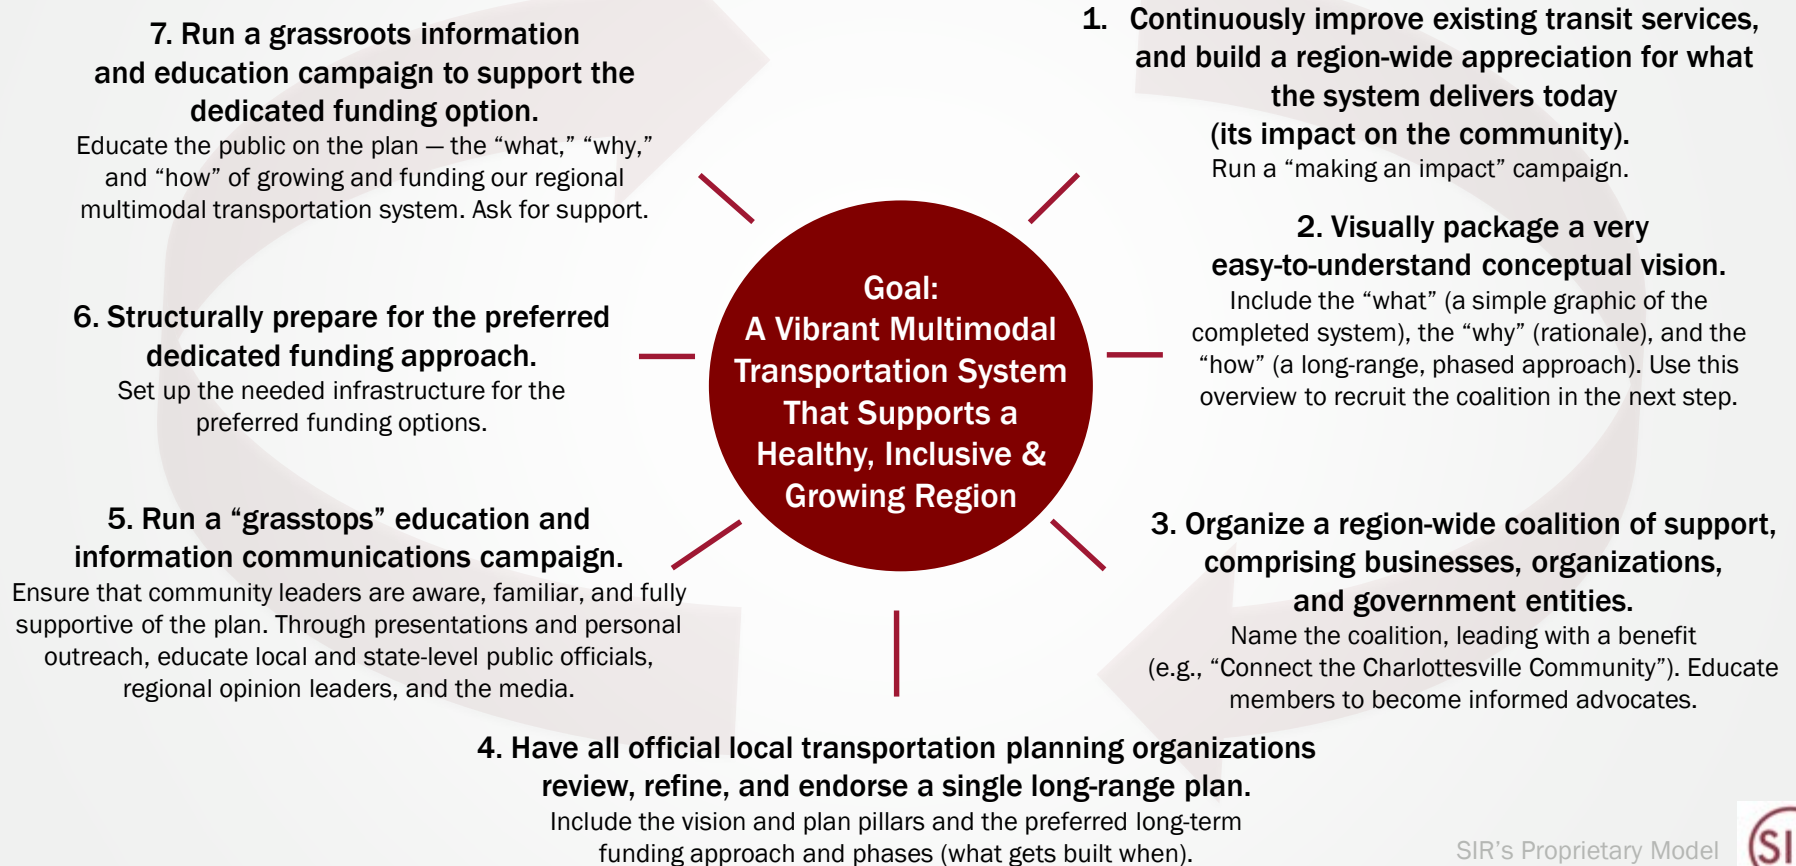 1. Continuously improve existing transit services,
and build a region-wide appreciation for what
the system delivers today
(its impact on the community).
Run a “making an impact” campaign.
2. Visually package a very
easy-to-understand conceptual vision.
Include the “what” (a simple graphic of the
completed system), the “why” (rationale), and the
“how” (a long-range, phased approach). Use this
overview to recruit the coalition in the next step.
3. Organize a region-wide coalition of support,
comprising businesses, organizations,
and government entities.
Name the coalition, leading with a benefit
(e.g., “Connect the Charlottesville Community”). Educate
members to become informed advocates.
4. Have all official local transportation planning organizations
review, refine, and endorse a single long-range plan.
Include the vision and plan pillars and the preferred long-term
funding approach and phases (what gets built when).
5. Run a “grasstops” education and
information communications campaign.
Ensure that community leaders are aware, familiar, and fully
supportive of the plan. Through presentations and personal
outreach, educate local and state-level public officials,
regional opinion leaders, and the media.
6. Structurally prepare for the preferred
dedicated funding approach.
Set up the needed infrastructure for the
preferred funding options.
7. Run a grassroots information
and education campaign to support the
dedicated funding option.
Educate the public on the plan — the “what,” “why,”
and “how” of growing and funding our regional
multimodal transportation system. Ask for support.
Goal:
A Vibrant Multimodal
Transportation System
That Supports a
Healthy, Inclusive &
Growing Region
SIR's Proprietary Model
SI